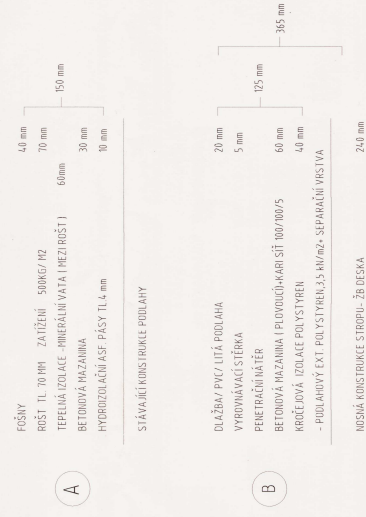 A
FOŠNY 40 mm
ROŠT TL. 70 MM ZATÍŽENÍ 500KG/ M2 70 mm
TEPELNÁ IZOLACE -MINERÁLNÍ VATA ( MEZI ROŠT ) 60mm
BETONOVÁ MAZANINA 30 mm
HYDROIZOLAČNÍ ASF. PÁSY TL.4 mm 10 mm
150 mm
STÁVAJÍCÍ KONSTRUKCE PODLAHY
B
DLAŽBA/ PVC/ LITÁ PODLAHA 20 mm
VYROVNÁVACÍ STĚRKA 5 mm
PENETRAČNÍ NÁTĚR
BETONOVÁ MAZANINA ( PLOVOUCÍ)+KARI SÍŤ 100/100/5 60 mm
KROČEJOVÁ IZOLACE POLYSTYREN 40 mm
- PODLAHOVÝ EXT. POLYSTYREN,3,5 kN/m2+ SEPARAČNÍ VRSTVA
125 mm
365 mm
NOSNÁ KONSTRUKCE STROPU- ŽB DESKA 240 mm